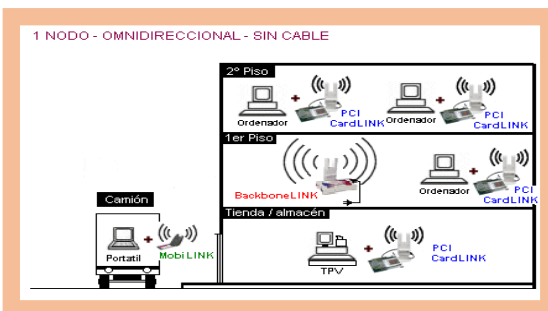 1 NODO - OMNIDIRECCIONAL - SIN CABLE
2º Piso
Ordenador
PCI
CardLINK
Ordenador
PCI
CardLINK
1er Piso
BackboneLINK
Ordenador
PCI
CardLINK
Camión
Portatil
MobiLINK
Tienda / almacén
TPV
PCI
CardLINK